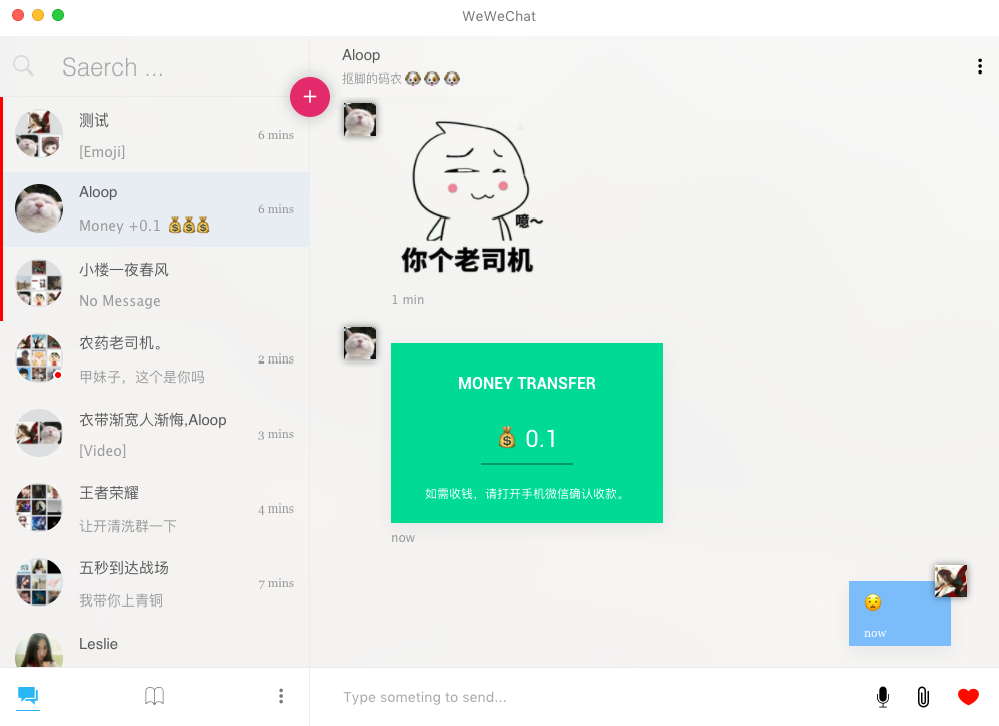 WeWeChat
Saerch ...
+
测试
6 mins
[Emoji]
Aloop
6 mins
Money +0.1 💰💰💰
小楼一夜春风
No Message
农药老司机。
2 mins
甲妹子，这个是你吗
衣带渐宽人渐悔,Aloop
3 mins
[Video]
王者荣耀
4 mins
让开清洗群一下
五秒到达战场
7 mins
我带你上青铜
Leslie
Aloop
抠脚的码农🐶🐶🐶
噫～
你个老司机
1 min
MONEY TRANSFER
💰 0.1
如需收钱，请打开手机微信确认收款。
now
😟
now
Type someting to send...